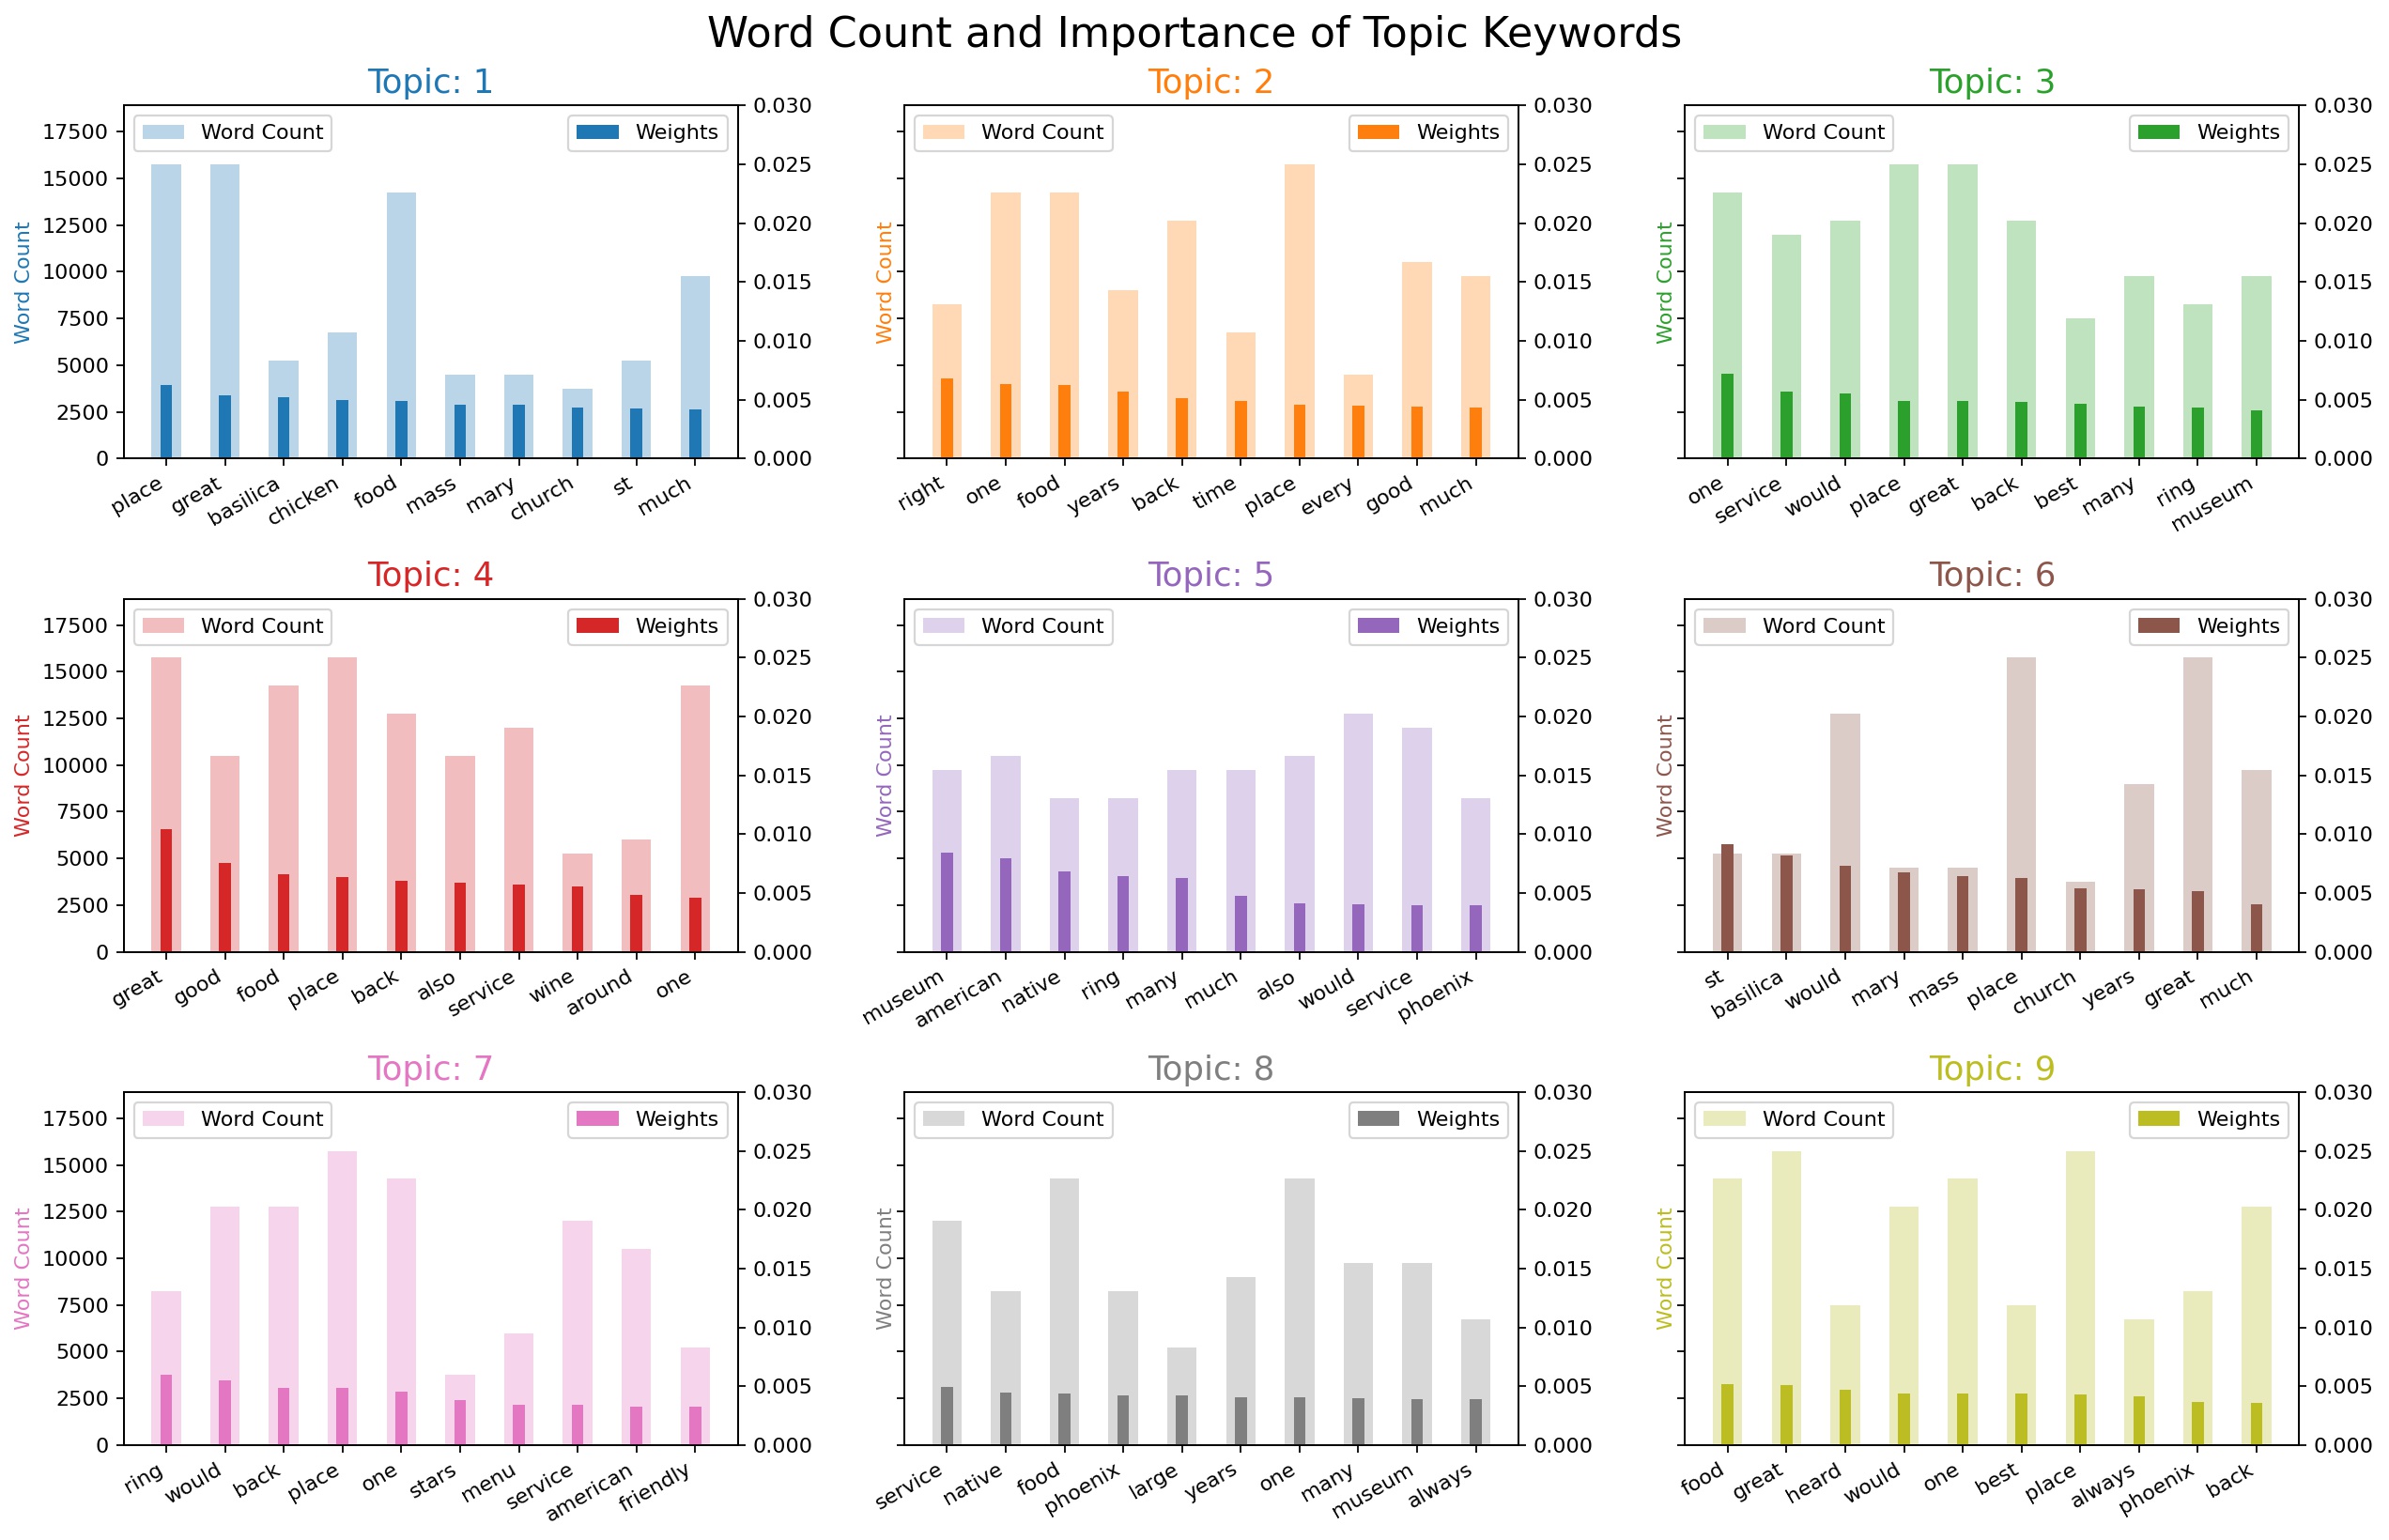 Word Count and Importance of Topic Keywords
Topic: 1
Word Count
Weights
Word Count
17500
15000
12500
10000
7500
5000
2500
0
0.030
0.025
0.020
0.015
0.010
0.005
0.000
place great basilica chicken food mass mary church st much
Topic: 2
Word Count
Weights
Word Count
0.030
0.025
0.020
0.015
0.010
0.005
0.000
right one food years back time place every good much
Topic: 3
Word Count
Weights
Word Count
0.030
0.025
0.020
0.015
0.010
0.005
0.000
one service would place great back best many ring museum
Topic: 4
Word Count
Weights
Word Count
17500
15000
12500
10000
7500
5000
2500
0
0.030
0.025
0.020
0.015
0.010
0.005
0.000
great good food place back also service wine around one
Topic: 5
Word Count
Weights
Word Count
0.030
0.025
0.020
0.015
0.010
0.005
0.000
museum american native ring many much also would service phoenix
Topic: 6
Word Count
Weights
Word Count
0.030
0.025
0.020
0.015
0.010
0.005
0.000
st basilica would mary mass place church years great much
Topic: 7
Word Count
Weights
Word Count
17500
15000
12500
10000
7500
5000
2500
0
0.030
0.025
0.020
0.015
0.010
0.005
0.000
ring would back place one stars menu service american friendly
Topic: 8
Word Count
Weights
Word Count
0.030
0.025
0.020
0.015
0.010
0.005
0.000
service native food phoenix large years one many museum always
Topic: 9
Word Count
Weights
Word Count
0.030
0.025
0.020
0.015
0.010
0.005
0.000
food great heard would one best place always phoenix back